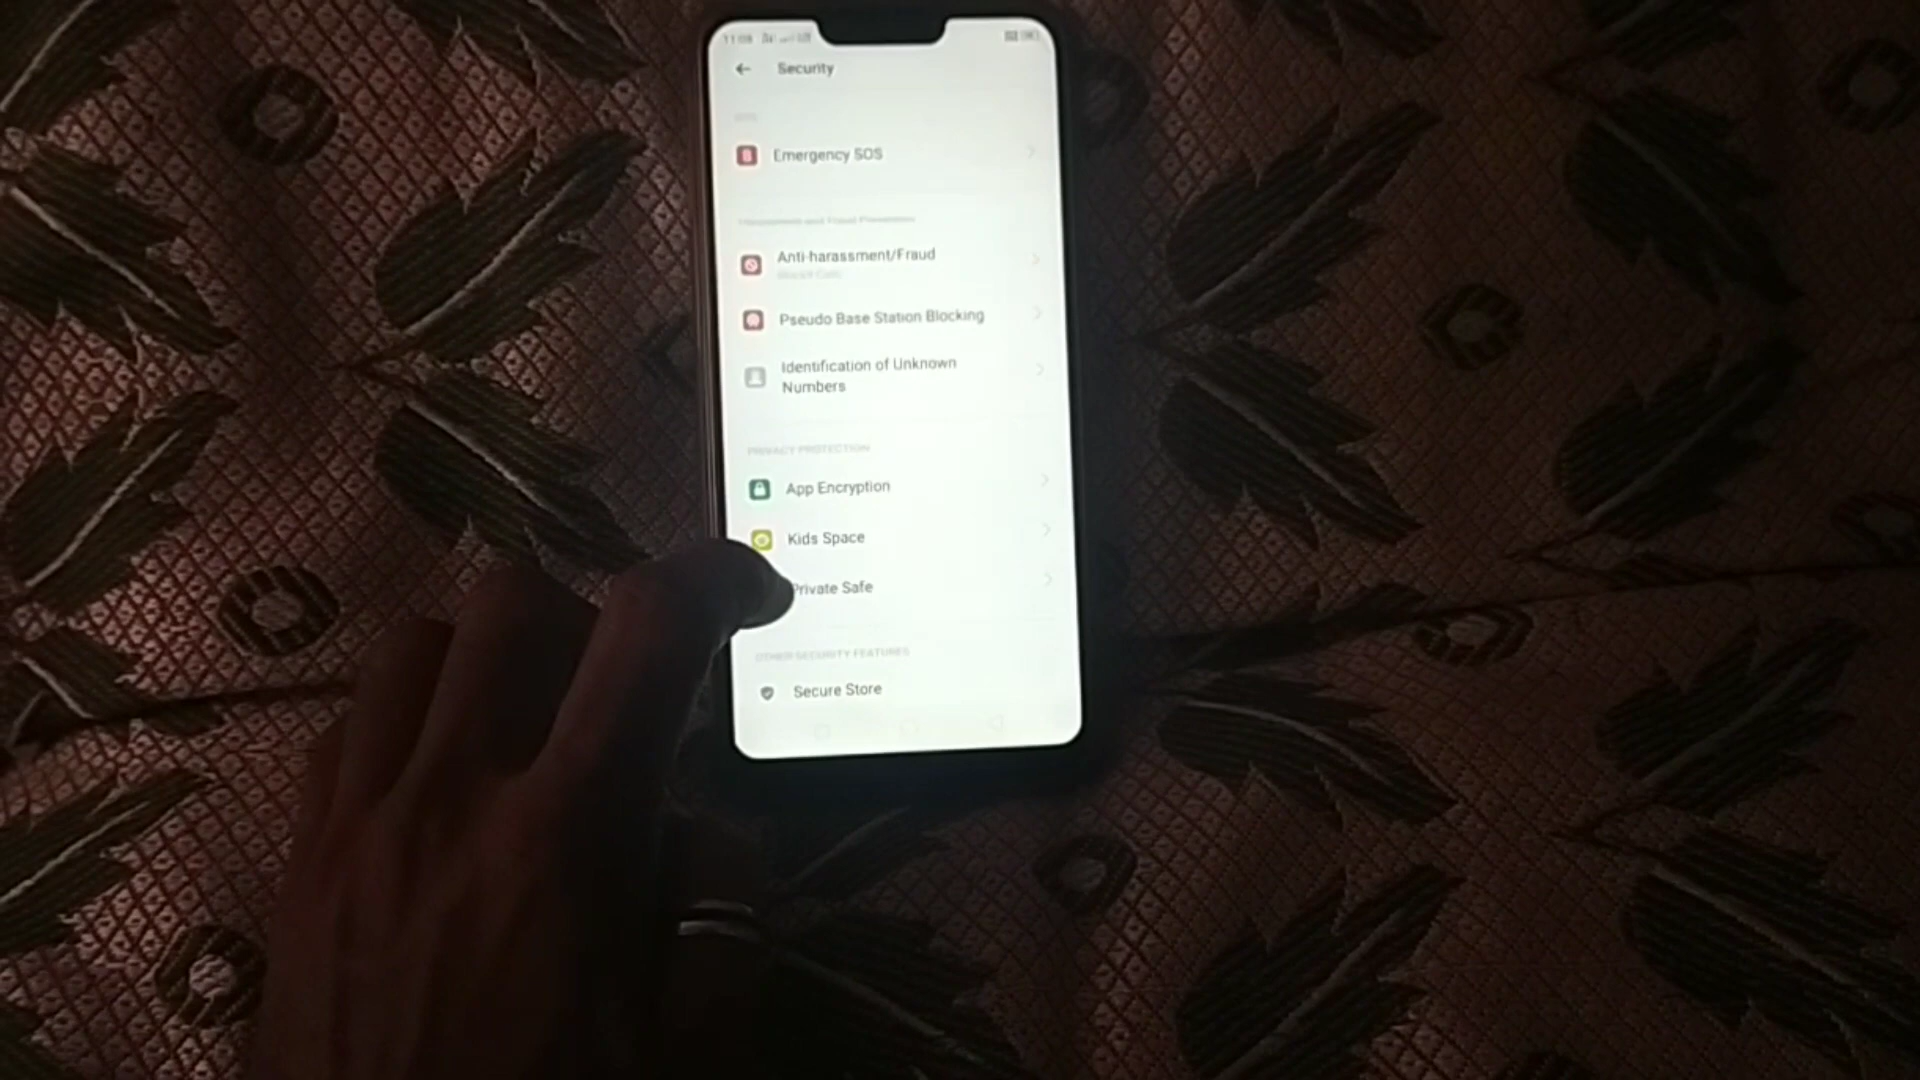 Security
Emergency SOS
Anti-harassment/Fraud
Pseudo Base Station Blocking
Identification of Unknown
Numbers
PRIVACY PROTECTION
App Encryption
Kids Space
Private Safe
OTHER SECURITY FEATURES
Secure Store